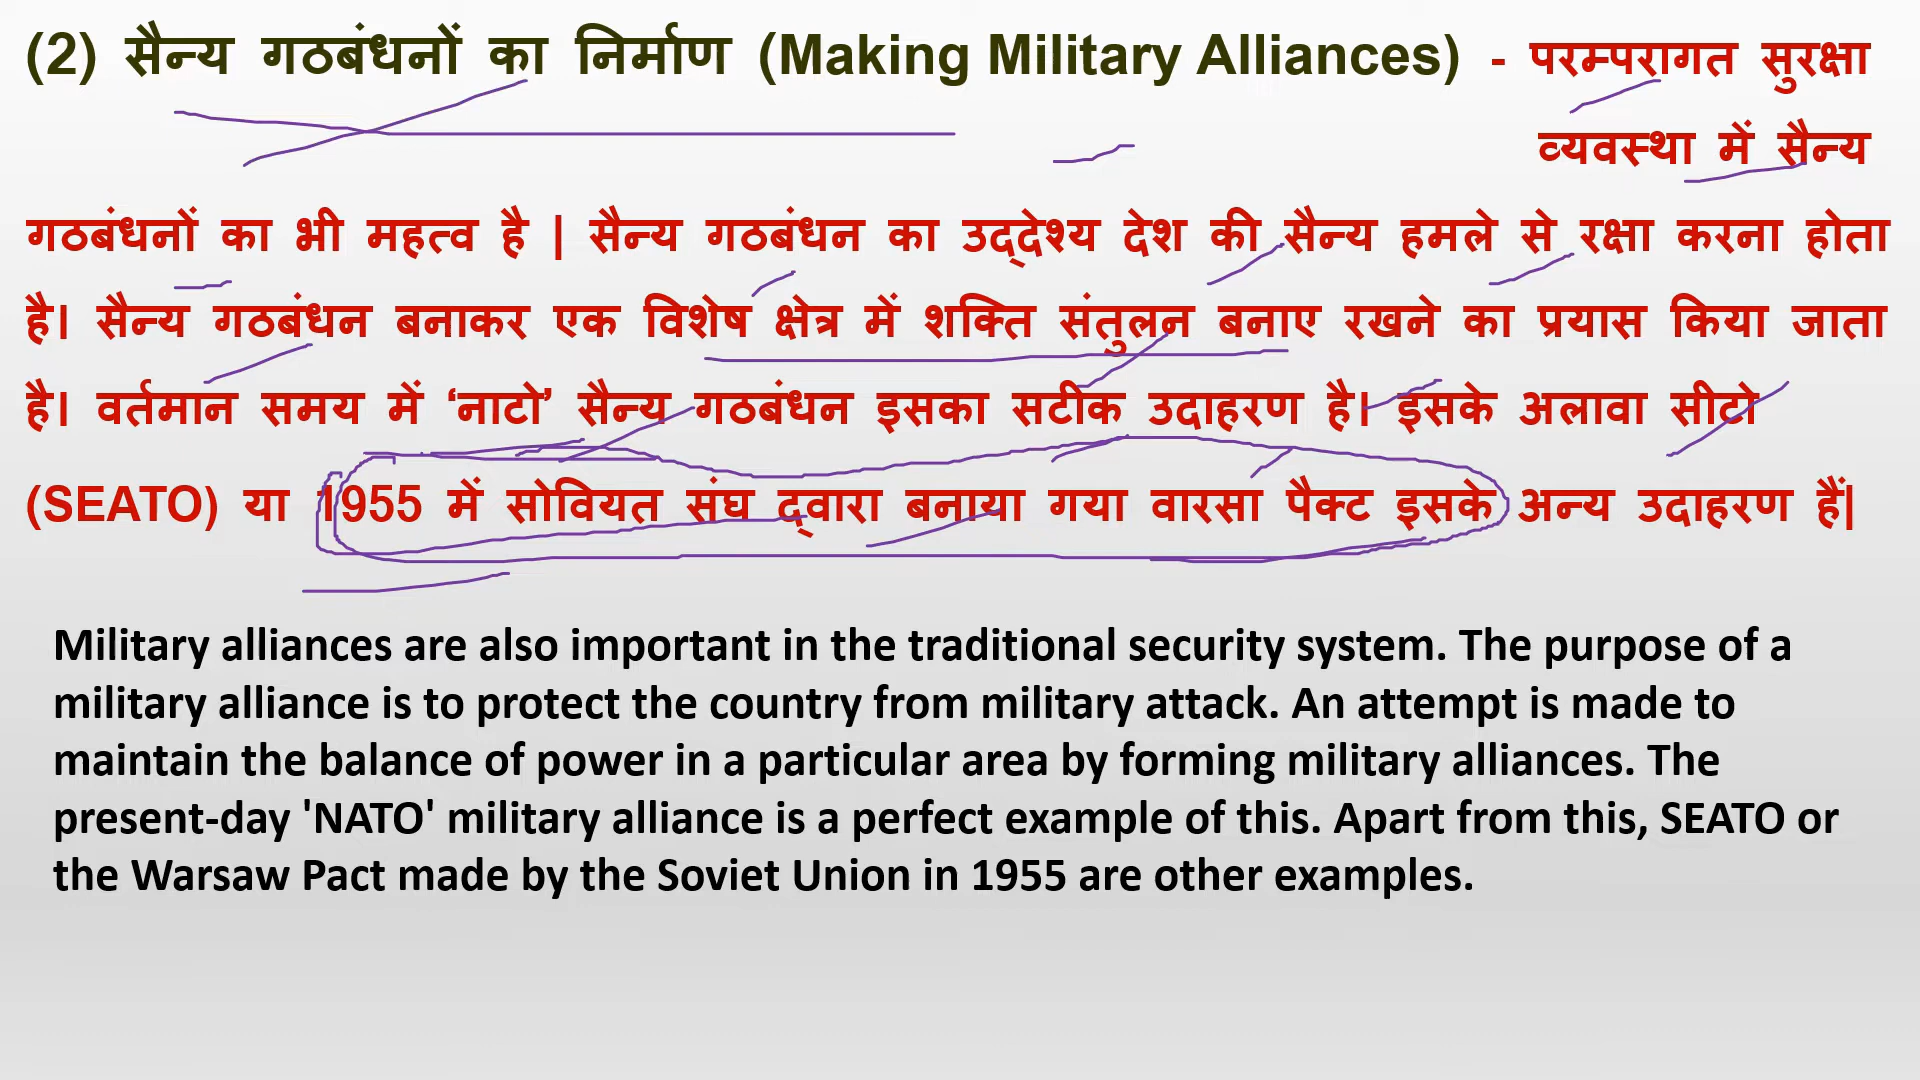 (2) सैन्य गठबंधनों का निर्माण (Making Military Alliances) - परम्परागत सुरक्षा
व्यवस्था में सैन्य
गठबंधनों का भी महत्व है | सैन्य गठबंधन का उद्देश्य देश की सैन्य हमले से रक्षा करना होता
है। सैन्य गठबंधन बनाकर एक विशेष क्षेत्र में शक्ति संतुलन बनाए रखने का प्रयास किया जाता
है। वर्तमान समय में ‘नाटो’ सैन्य गठबंधन इसका सटीक उदाहरण है। इसके अलावा सीटो
(SEATO) या 1955 में सोवियत संघ द्वारा बनाया गया वारसा पैक्ट इसके अन्य उदाहरण हैं|
Military alliances are also important in the traditional security system. The purpose of a
military alliance is to protect the country from military attack. An attempt is made to
maintain the balance of power in a particular area by forming military alliances. The
present-day 'NATO' military alliance is a perfect example of this. Apart from this, SEATO or
the Warsaw Pact made by the Soviet Union in 1955 are other examples.